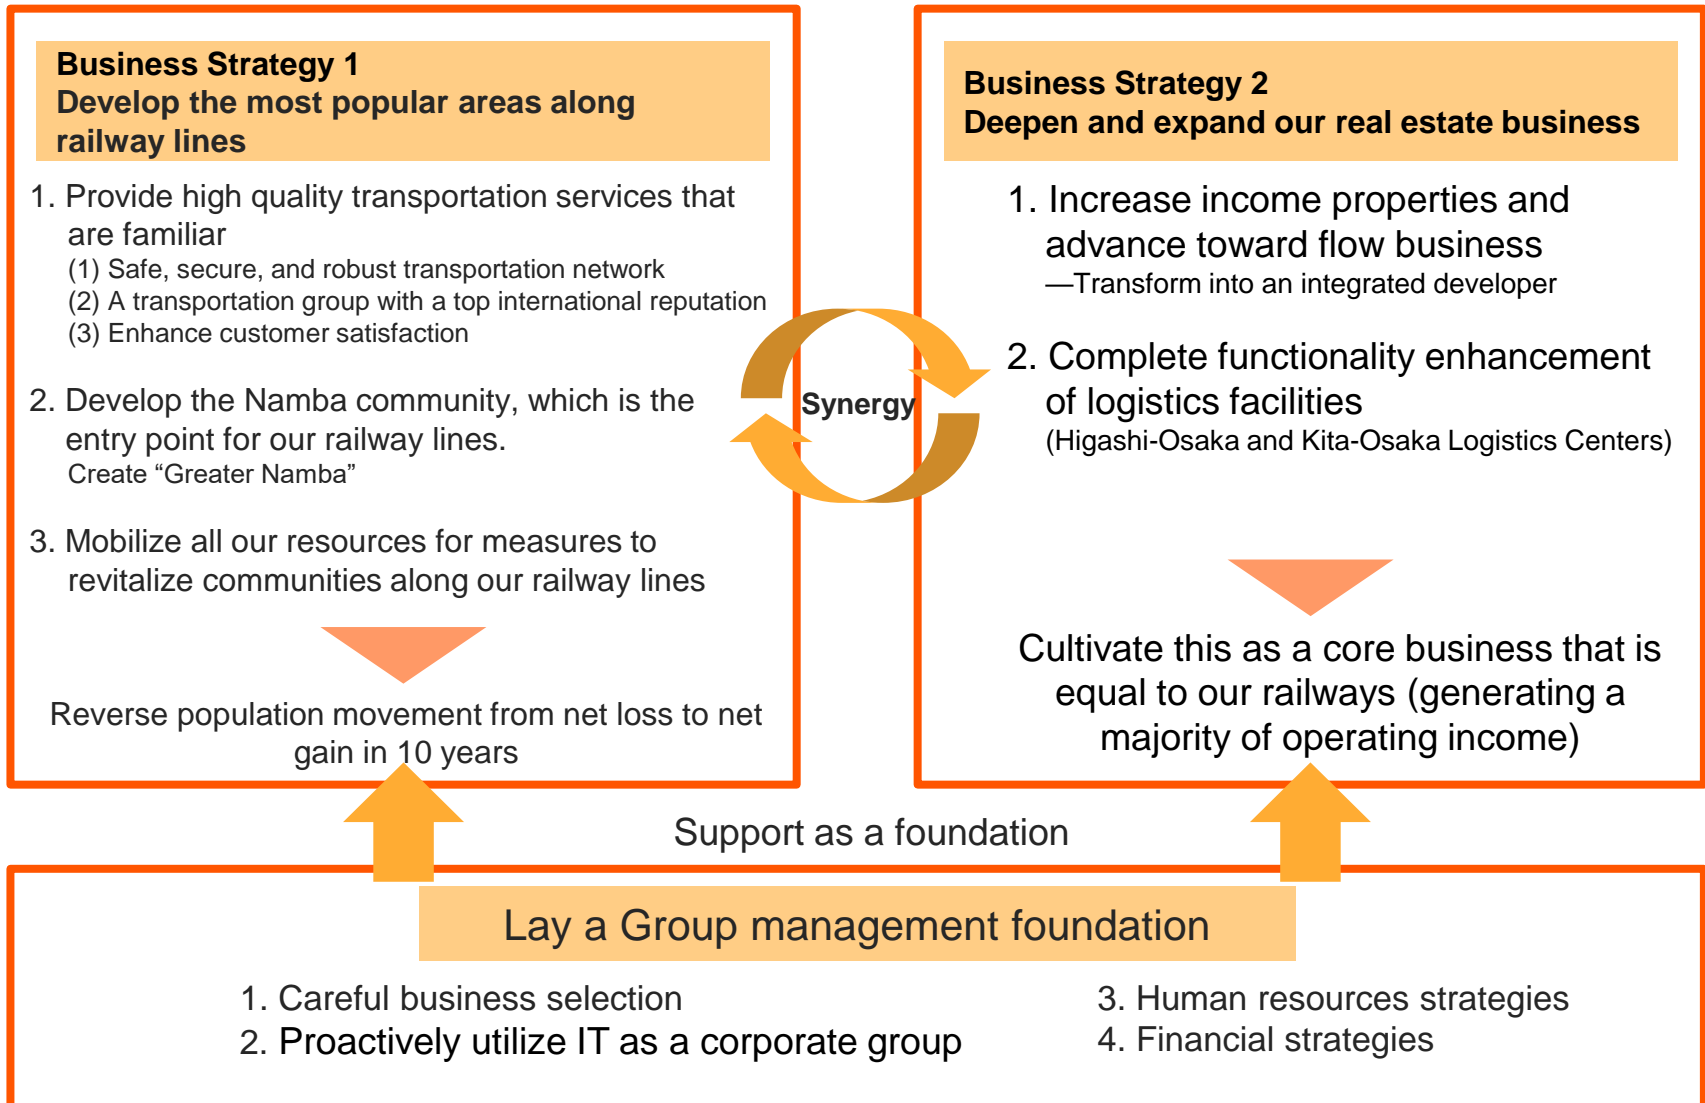 Business Strategy 1
Develop the most popular areas along
railway lines
1. Provide high quality transportation services that
are familiar
(1) Safe, secure, and robust transportation network
(2) A transportation group with a top international reputation
(3) Enhance customer satisfaction
2. Develop the Namba community, which is the
entry point for our railway lines.
Create “Greater Namba”
3. Mobilize all our resources for measures to
revitalize communities along our railway lines
Reverse population movement from net loss to net
gain in 10 years
Synergy
Business Strategy 2
Deepen and expand our real estate business
1. Increase income properties and
advance toward flow business
—Transform into an integrated developer
2. Complete functionality enhancement
of logistics facilities
(Higashi-Osaka and Kita-Osaka Logistics Centers)
Cultivate this as a core business that is
equal to our railways (generating a
majority of operating income)
Support as a foundation
Lay a Group management foundation
1. Careful business selection
2. Proactively utilize IT as a corporate group
3. Human resources strategies
4. Financial strategies